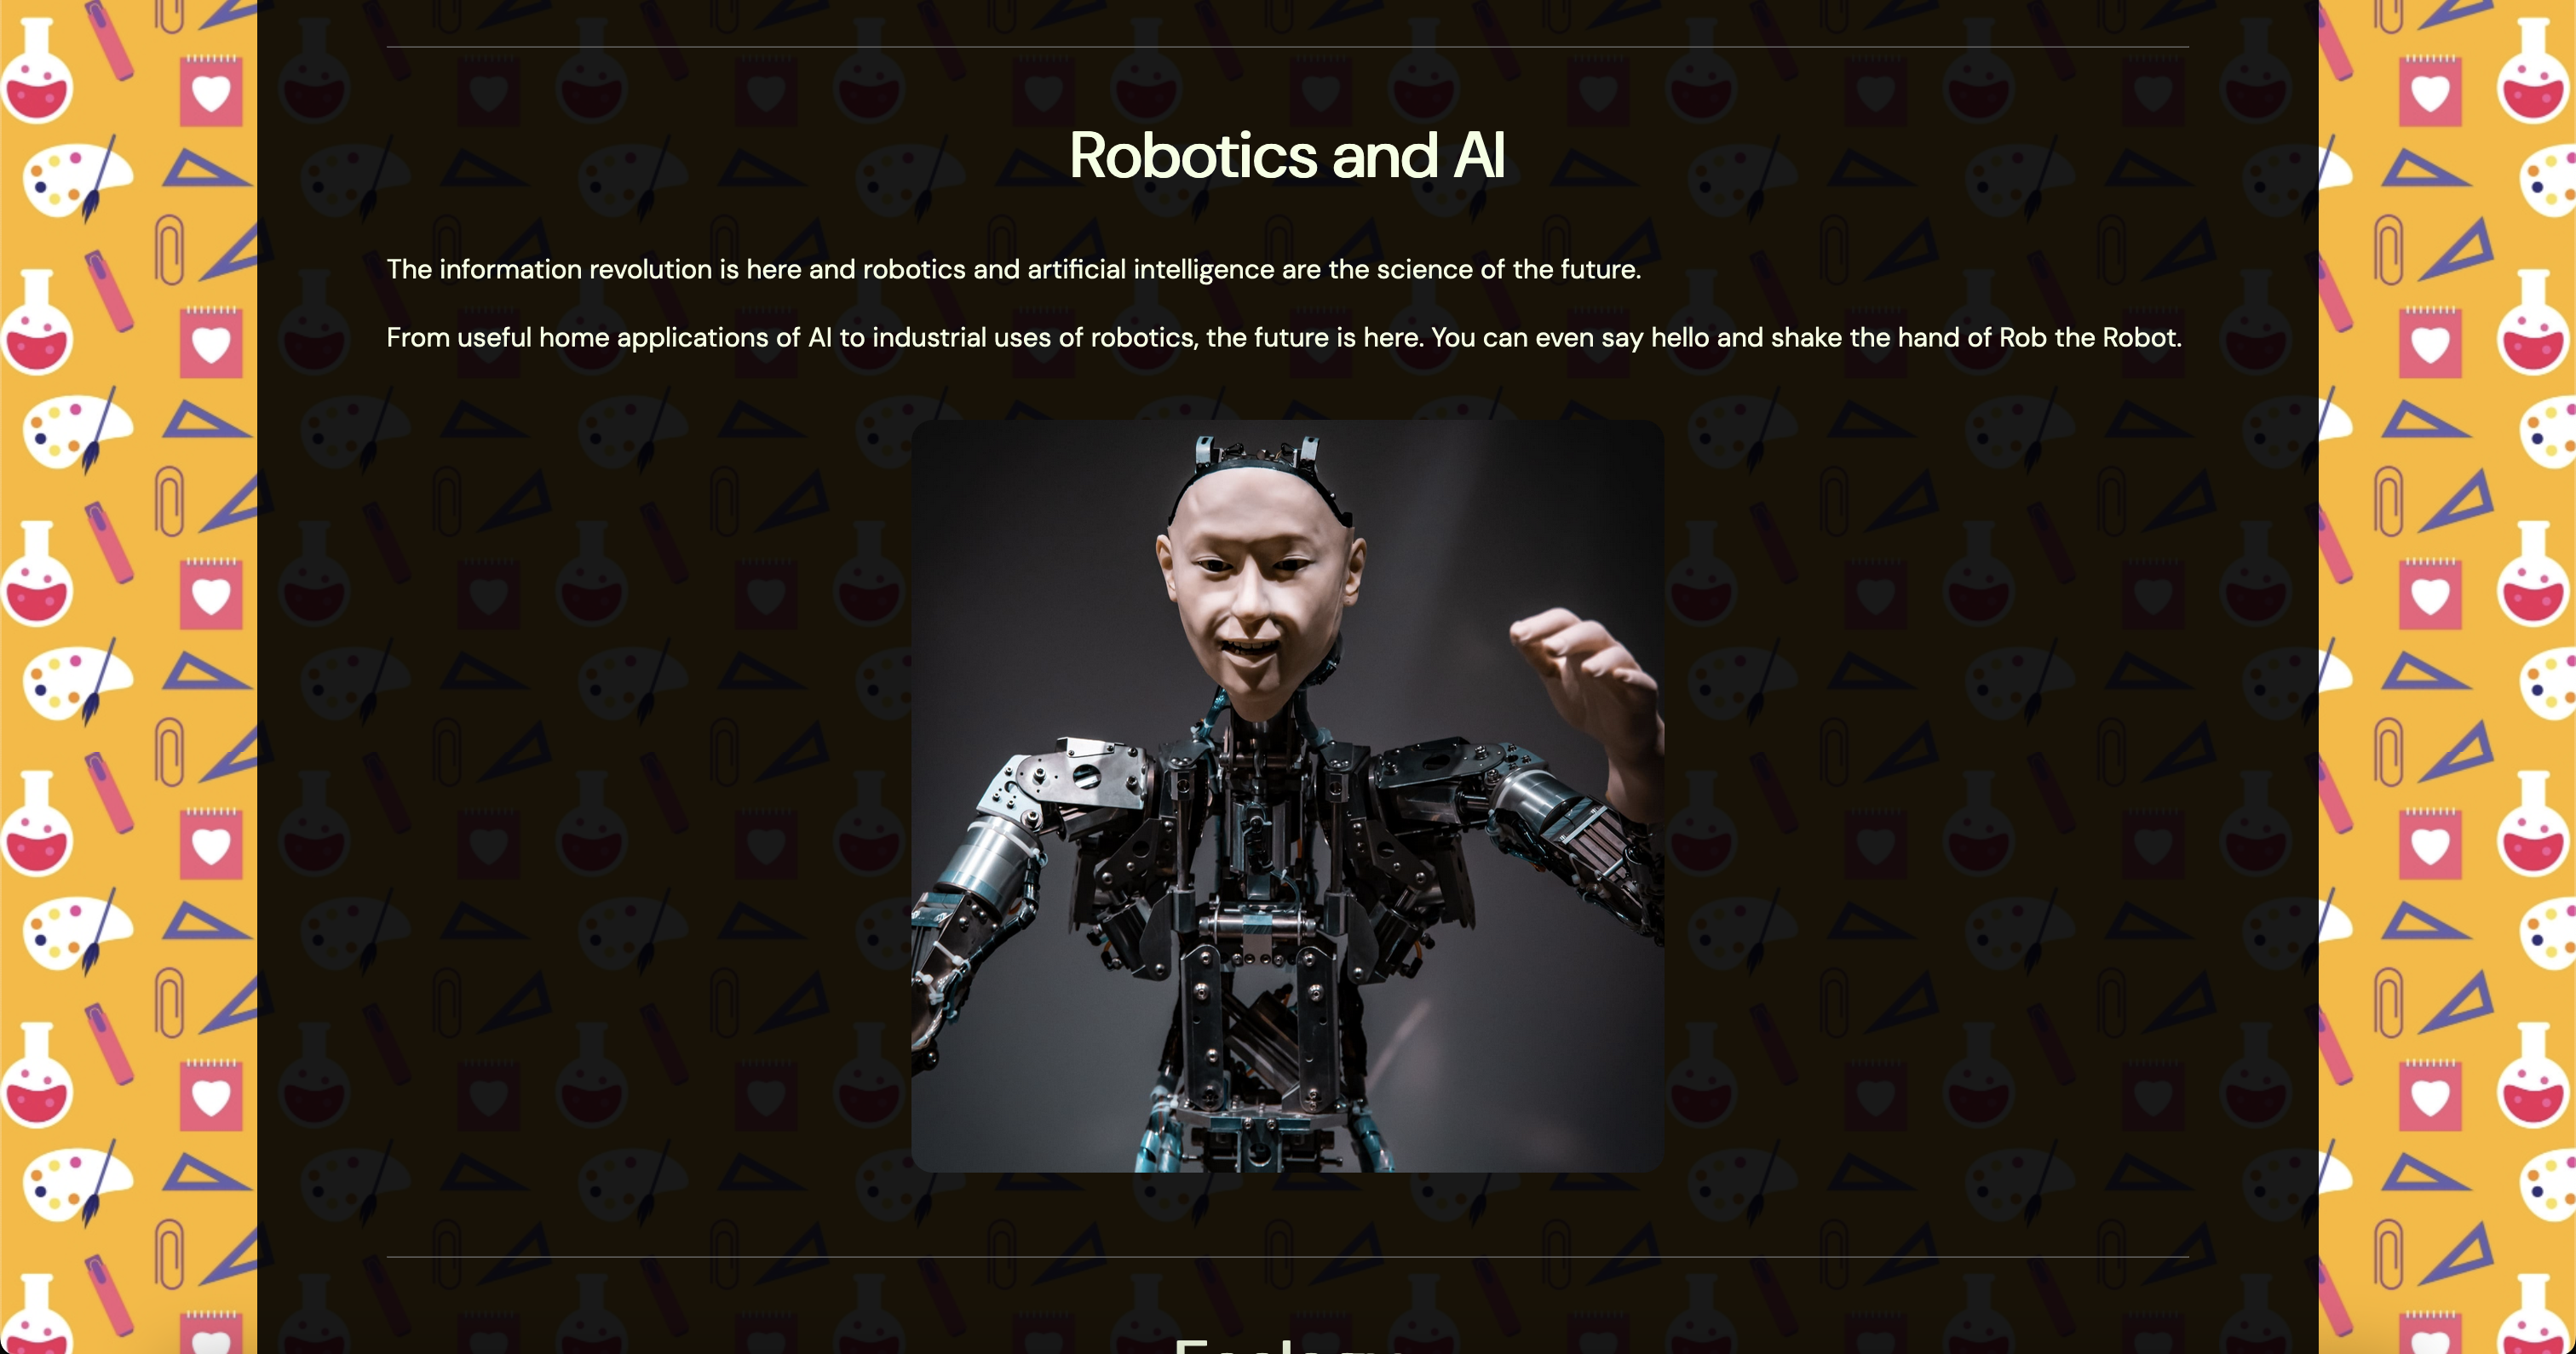 Robotics and AI
The information revolution is here and robotics and artificial intelligence are the science of the future.
From useful home applications of AI to industrial uses of robotics, the future is here. You can even say hello and shake the hand of Rob the Robot.